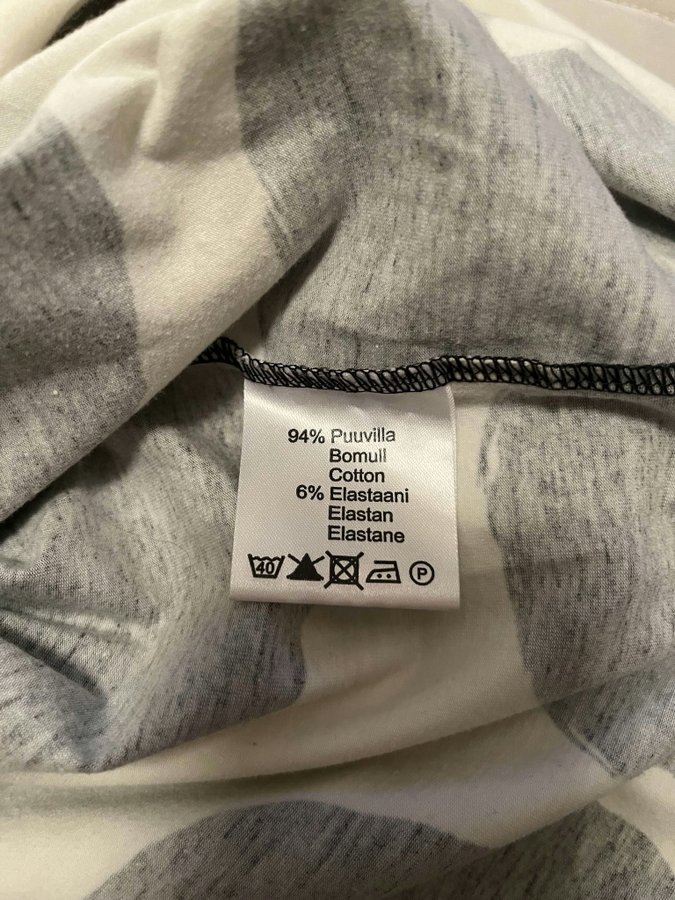 94% Puuvilla
Bomull
Cotton
6% Elastaani
Elastan
Elastane
40 P